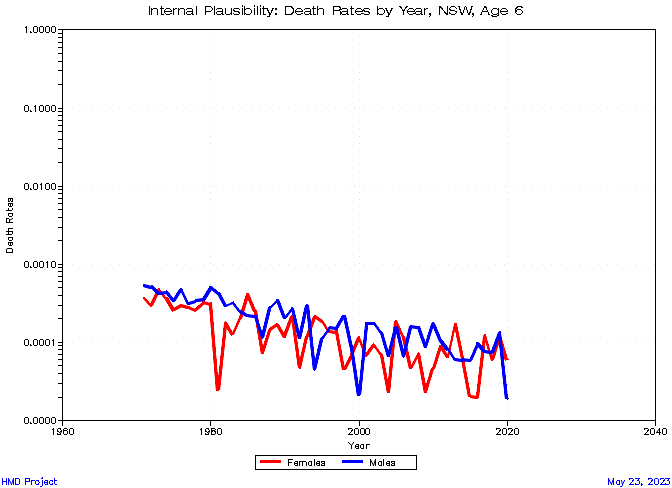 Internal Plausibility: Death Rates by Year, NSW, Age 6
1.0000
0.1000
0.0100
0.0010
0.0001
0.0000
Death Rates
1960
1980
2000
2020
2040
Year
Females
Males
HMD Project
May 23, 2023